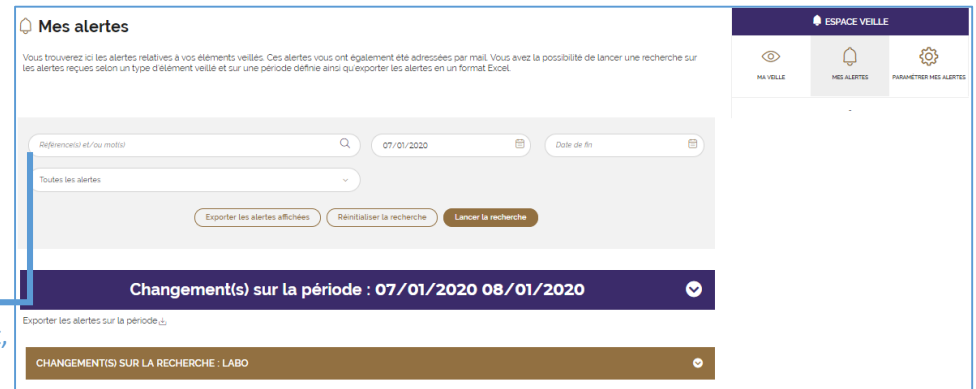 Mes alertes
ESPACE VEILLE
Vous trouverez ici les alertes relatives à vos éléments veillés. Ces alertes vous ont également été adressées par mail. Vous avez la possibilité de lancer une recherche sur
les alertes reçues selon un type d'élément veillé et sur une période définie ainsi qu'exporter les alertes en un format Excel.
MA VEILLE
MES ALERTES
PARAMÉTRER MES ALERTES
Référence(s) et/ou mot(s)
07/01/2020
Date de fin
Toutes les alertes
Exporter les alertes affichées
Réinitialiser la recherche
Lancer la recherche
Changement(s) sur la période : 07/01/2020 08/01/2020
Exporter les alertes sur la période
CHANGEMENT(S) SUR LA RECHERCHE : LABO